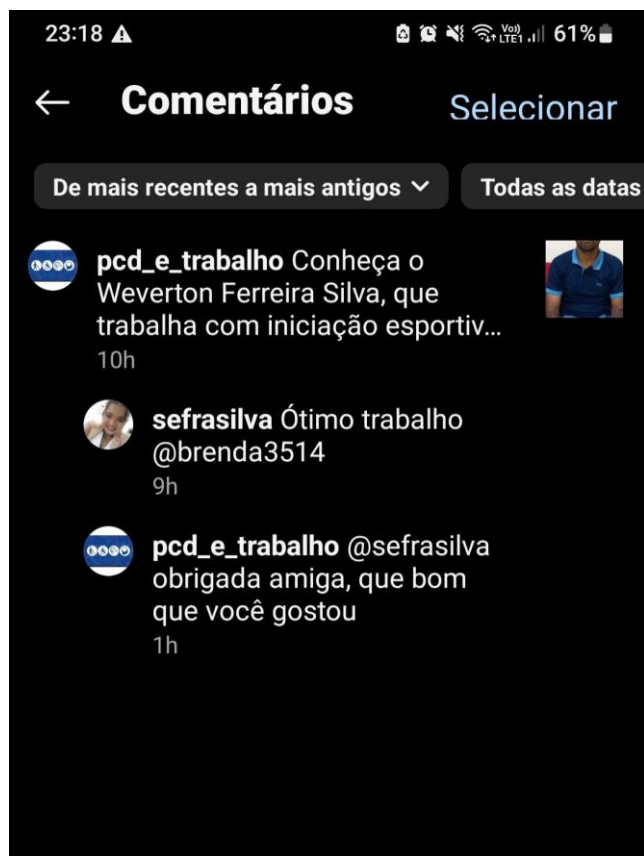 23:18
Vo))
LTE1 61%
Comentários
Selecionar
De mais recentes a mais antigos
Todas as datas
pcd_e_trabalho Conheça o
Weverton Ferreira Silva, que
trabalha com iniciação esportiv...
10h
sefrasilva Ótimo trabalho
@brenda3514
9h
pcd_e_trabalho @sefrasilva
obrigada amiga, que bom
que você gostou
1h